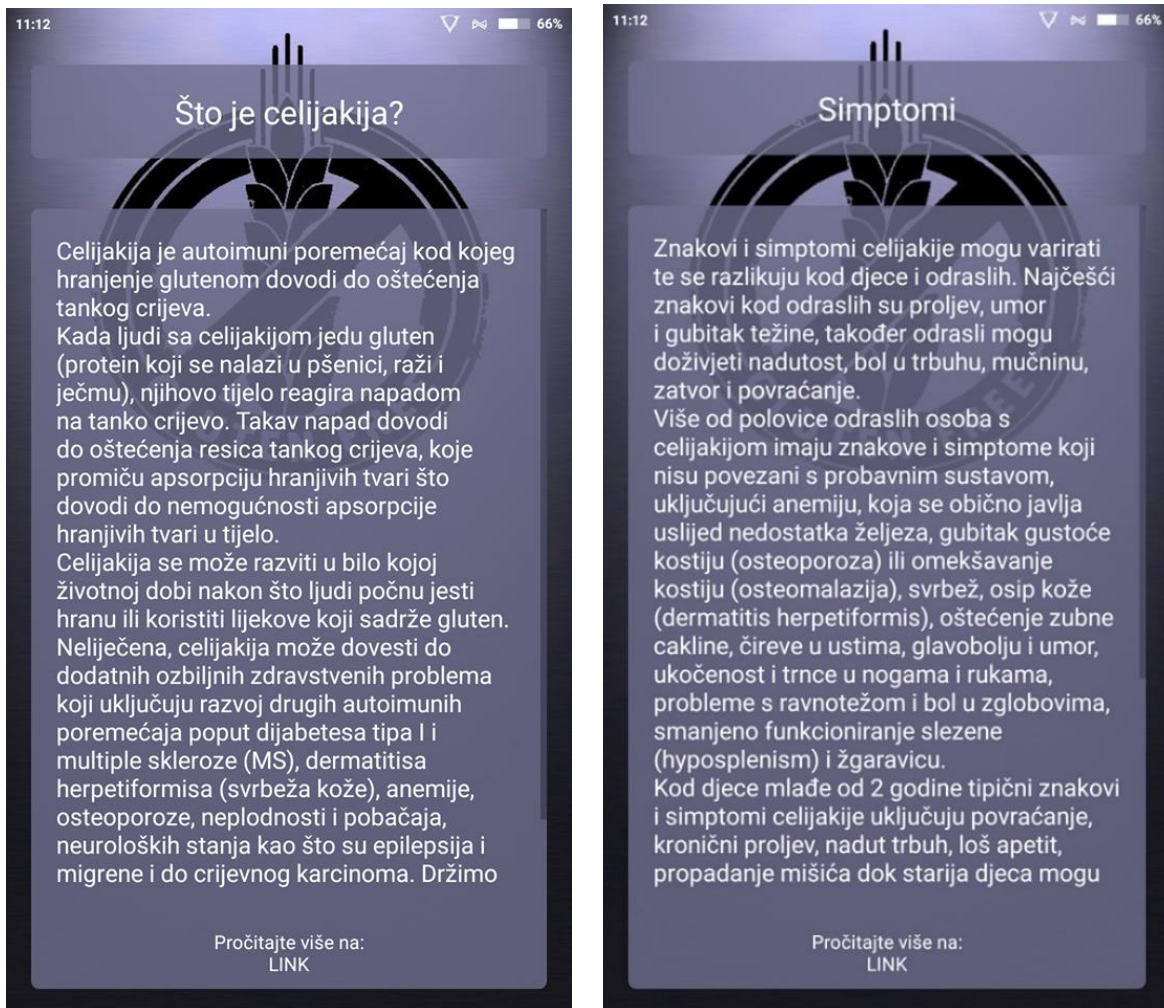 11:12
66%
Što je celijakija?
Celijakija je autoimuni poremećaj kod kojeg
hranjenje glutenom dovodi do oštećenja
tankog crijeva.
Kada ljudi sa celijakijom jedu gluten
(protein koji se nalazi u pšenici, raži i
ječmu), njihovo tijelo reagira napadom
na tanko crijevo. Takav napad dovodi
do oštećenja resica tankog crijeva, koje
promiču apsorpciju hranjivih tvari što
dovodi do nemogućnosti apsorpcije
hranjivih tvari u tijelo.
Celijakija se može razviti u bilo kojoj
životnoj dobi nakon što ljudi počnu jesti
hranu ili koristiti lijekove koji sadrže gluten.
Neliječena, celijakija može dovesti do
dodatnih ozbiljnih zdravstvenih problema
koji uključuju razvoj drugih autoimunih
poremećaja poput dijabetesa tipa I i
multiple skleroze (MS), dermatitisa
herpetiformisa (svrbeža kože), anemije,
osteoporoze, neplodnosti i pobačaja,
neuroloških stanja kao što su epilepsija i
migrene i do crijevnog karcinoma. Držimo
Pročitajte više na:
LINK
11:12
66%
Simptomi
Znakovi i simptomi celijakije mogu varirati
te se razlikuju kod djece i odraslih. Najčešći
znakovi kod odraslih su proljev, umor
i gubitak težine, također odrasli mogu
doživjeti nadutost, bol u trbuhu, mučninu,
zatvor i povraćanje.
Više od polovice odraslih osoba s
celijakijom imaju znakove i simptome koji
nisu povezani s probavnim sustavom,
uključujući anemiju, koja se obično javlja
uslijed nedostatka željeza, gubitak gustoće
kostiju (osteoporoza) ili omekšavanje
kostiju (osteomalazija), svrbež, osip kože
(dermatitis herpetiformis), oštećenje zubne
cakline, čireve u ustima, glavobolju i umor,
ukočenost i trnce u nogama i rukama,
probleme s ravnotežom i bol u zglobovima,
smanjeno funkcioniranje slezene
(hyposplenism) i žgaravicu.
Kod djece mlađe od 2 godine tipični znakovi
i simptomi celijakije uključuju povraćanje,
kronični proljev, nadut trbuh, loš apetit,
propadanje mišića dok starija djeca mogu
Pročitajte više na:
LINK